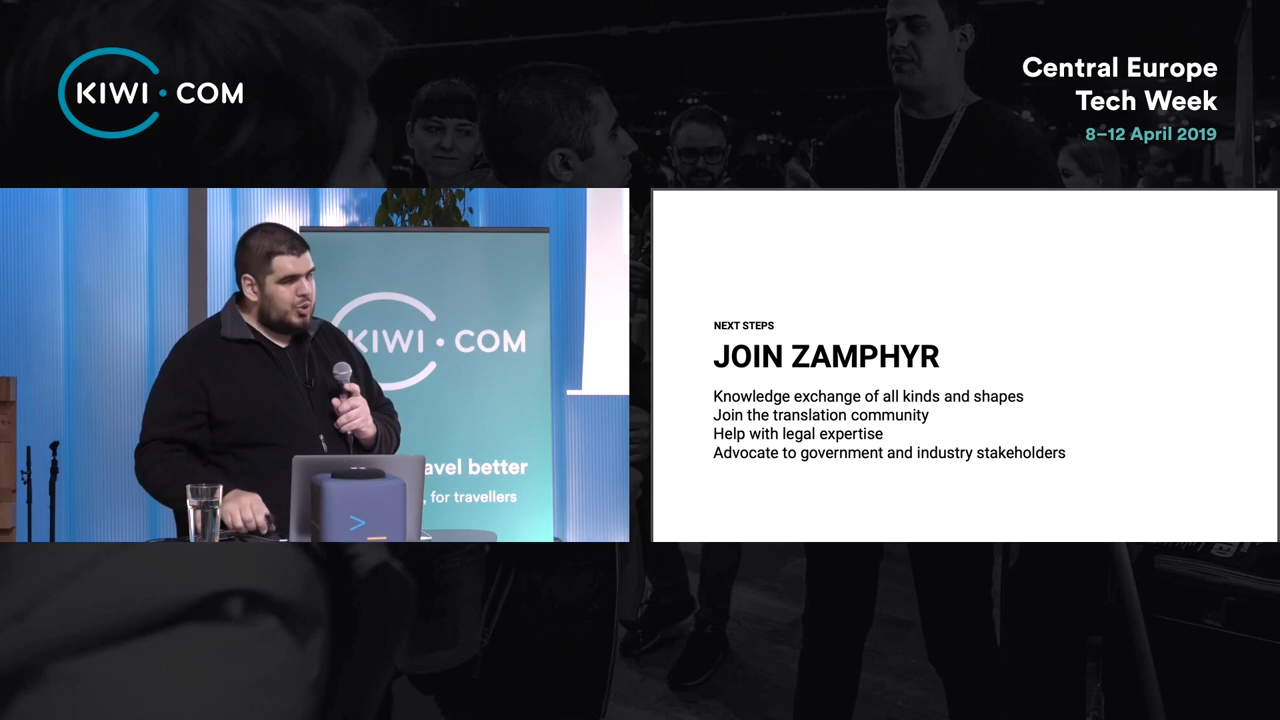 KIWI·COM
Central Europe
Tech Week
8–12 April 2019
KIWI·COM
avel better
, for travellers
>_
NEXT STEPS
JOIN ZAMPHYR
Knowledge exchange of all kinds and shapes
Join the translation community
Help with legal expertise
Advocate to government and industry stakeholders